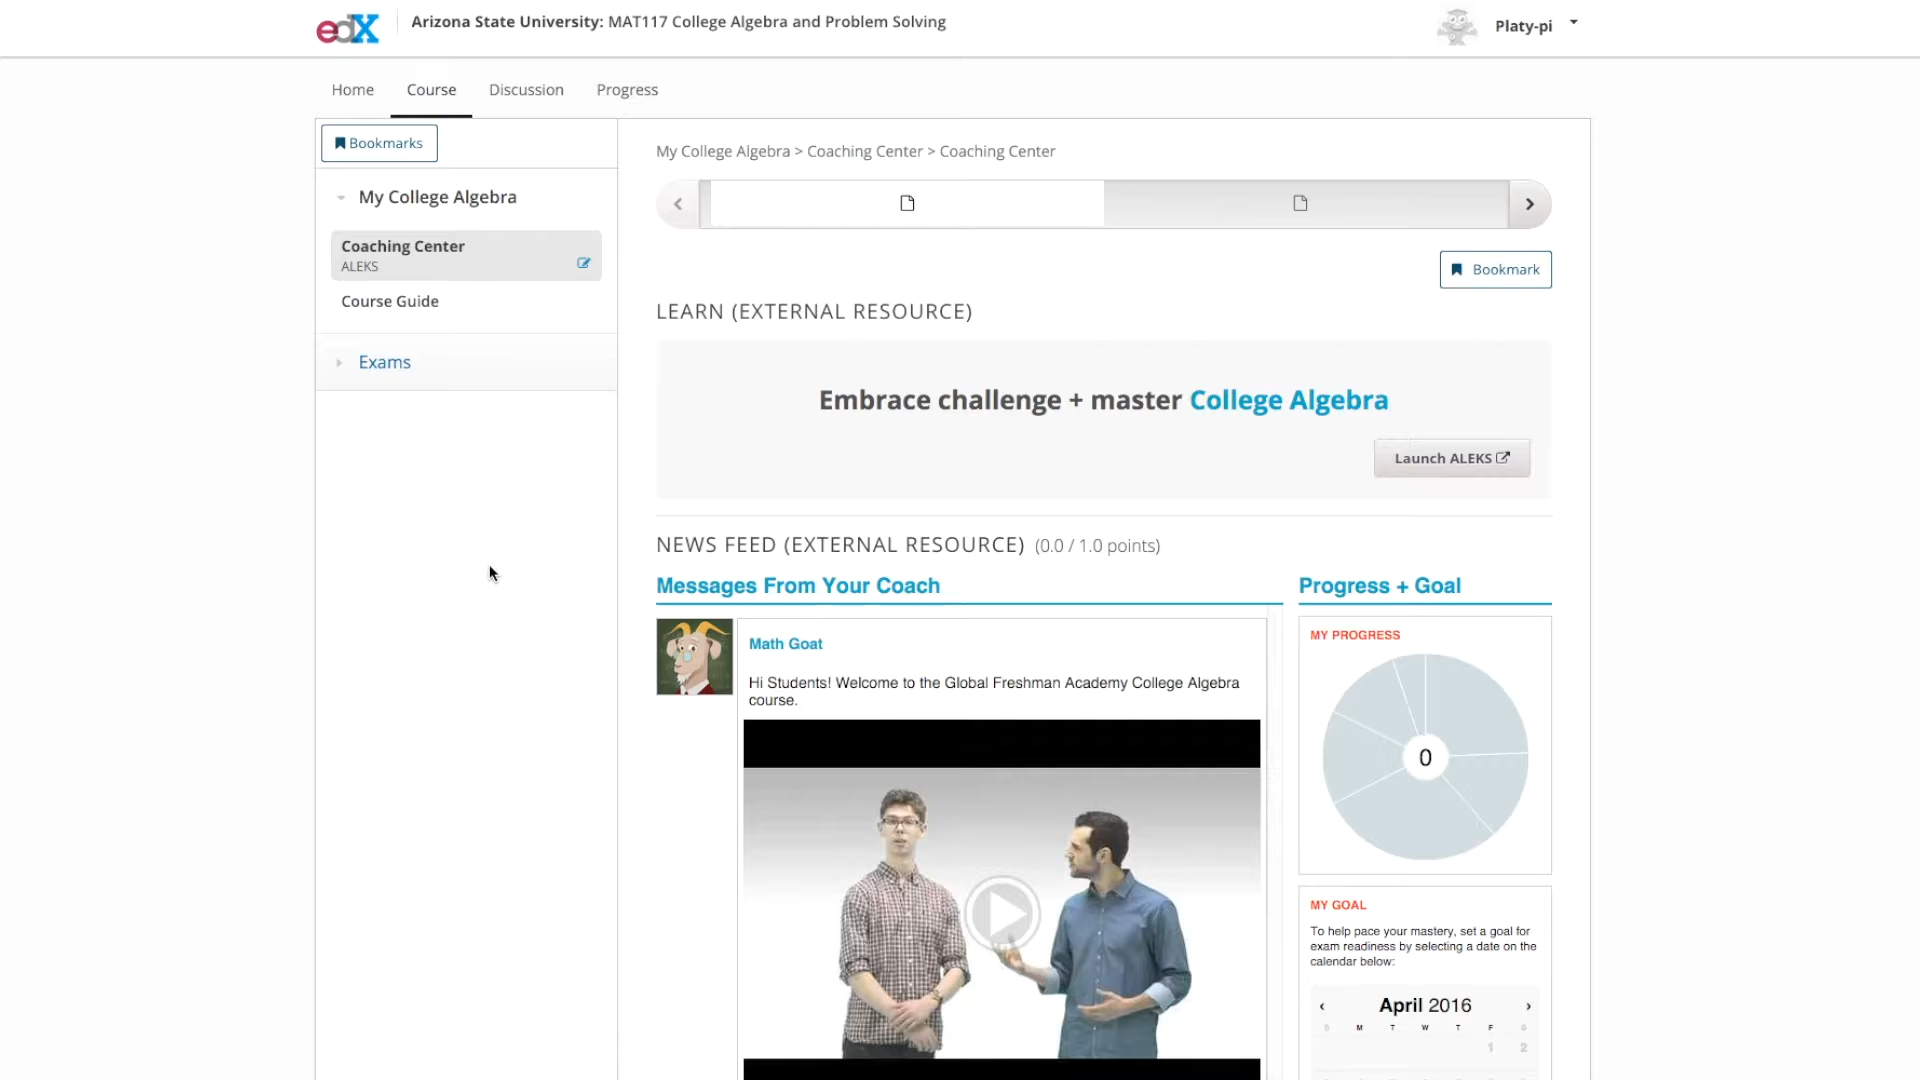 edX
Arizona State University: MAT117 College Algebra and Problem Solving
Platy-pi
Home
Course
Discussion
Progress
Bookmarks
My College Algebra
Coaching Center
ALEKS
Course Guide
Exams
My College Algebra > Coaching Center > Coaching Center
Bookmark
LEARN (EXTERNAL RESOURCE)
Embrace challenge + master College Algebra
Launch ALEKS
NEWS FEED (EXTERNAL RESOURCE) (0.0 / 1.0 points)
Messages From Your Coach
Math Goat
Hi Students! Welcome to the Global Freshman Academy College Algebra
course.
Progress + Goal
MY PROGRESS
0
MY GOAL
To help pace your mastery, set a goal for
exam readiness by selecting a date on the
calendar below:
‹ April 2016 ›
S M T W T F S
1 2